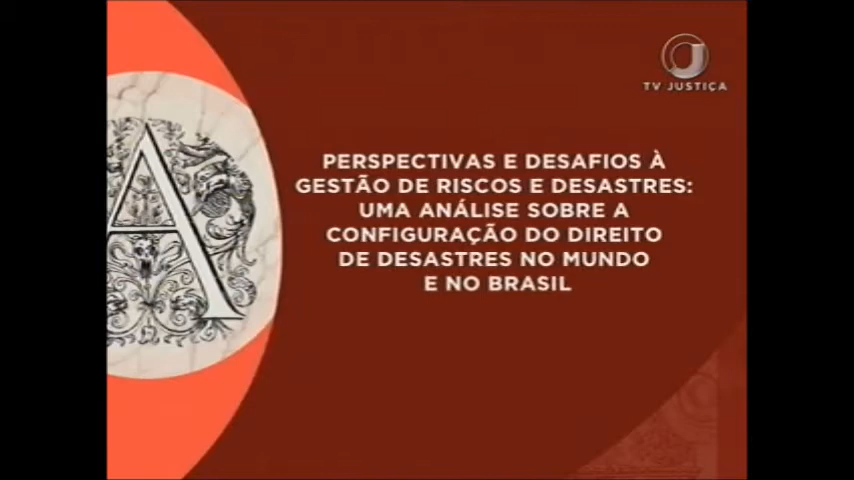 TV JUSTIÇA
A
PERSPECTIVAS E DESAFIOS À
GESTÃO DE RISCOS E DESASTRES:
UMA ANÁLISE SOBRE A
CONFIGURAÇÃO DO DIREITO
DE DESASTRES NO MUNDO
E NO BRASIL